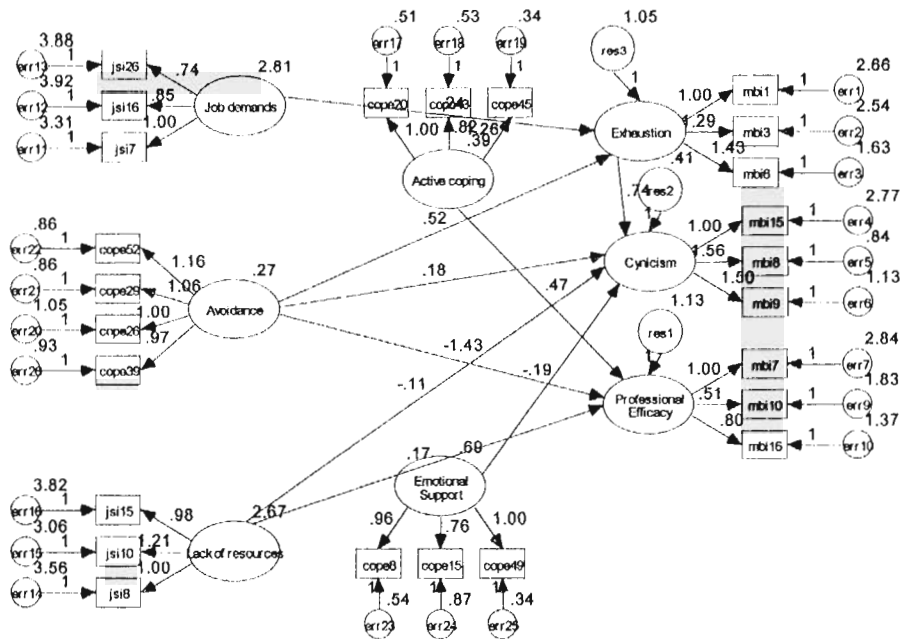 .51
.53
.34
1.05
err17
err18
err19
res3
3.88
err13
1
jsi26
.74
2.81
3.92
err12
1
jsi16
.85
Job demands
3.31
err11
1
jsi7
1.00
1
1
1
cope20
cope45
.24
1.00
.39
Active coping
1
Exhaustion
1.00
mbi1
1
2.66
err1
1.29
mbi3
1
2.54
err2
1.43
mbi6
1
1.63
err3
.41
.74
res2
.52
.86
err22
1
cope52
1.16
.27
.86
1
cope29
1.06
Avoidance
1.05
err20
1
cope26
1.00
.93
err26
1
cope39
.97
.18
Cynicism
1.00
mbi15
1
2.77
err4
1.56
mbi8
1
.84
err5
1.50
mbi9
1
1.13
err6
.47
1.13
res1
-1.43
-.11
-.19
Professional
Efficacy
1.00
mbi7
1
2.84
err7
.51
mbi10
1
1.83
err9
.80
mbi16
1
1.37
err10
.69
.17
Emotional
Support
3.82
err16
1
jsi15
.98
2.67
3.06
err15
1
jsi10
1.21
Lack of resources
3.56
err14
1
jsi8
1.00
.96
.76
1.00
cope8
cope15
cope49
1
1
1
.54
.87
.34
err23
err24
err25